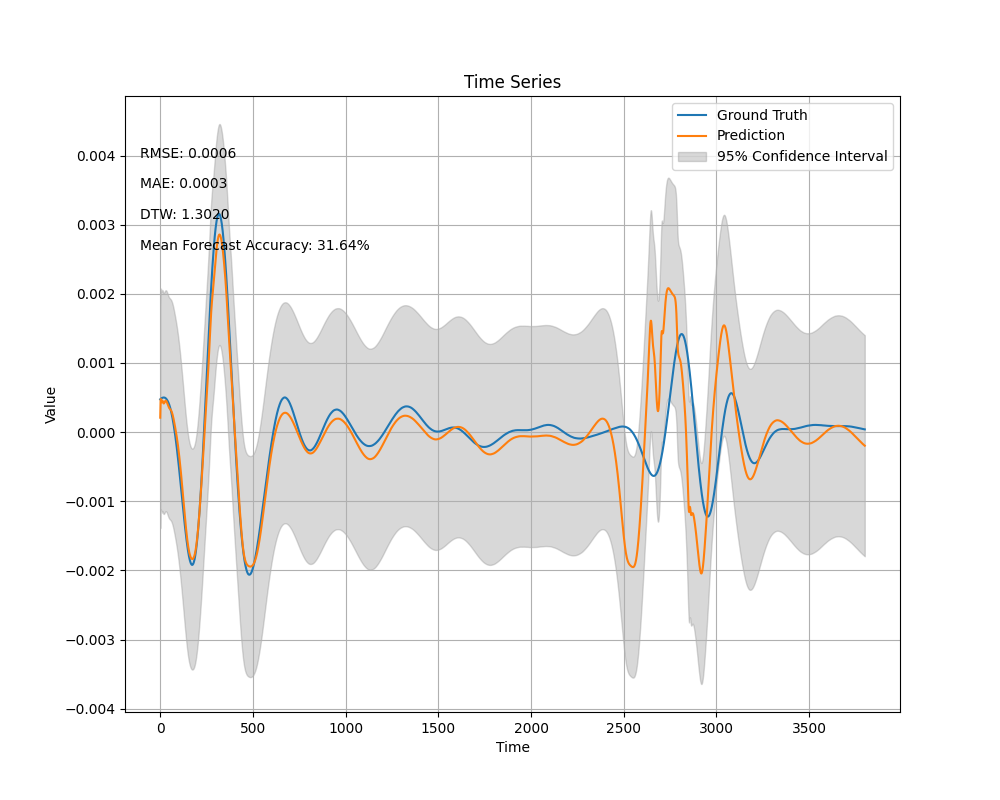 Time Series
Ground Truth
Prediction
95% Confidence Interval
RMSE: 0.0006
MAE: 0.0003
DTW: 1.3020
Mean Forecast Accuracy: 31.64%
0.004
0.003
0.002
0.001
0.000
−0.001
−0.002
−0.003
−0.004
Value
0 500 1000 1500 2000 2500 3000 3500
Time